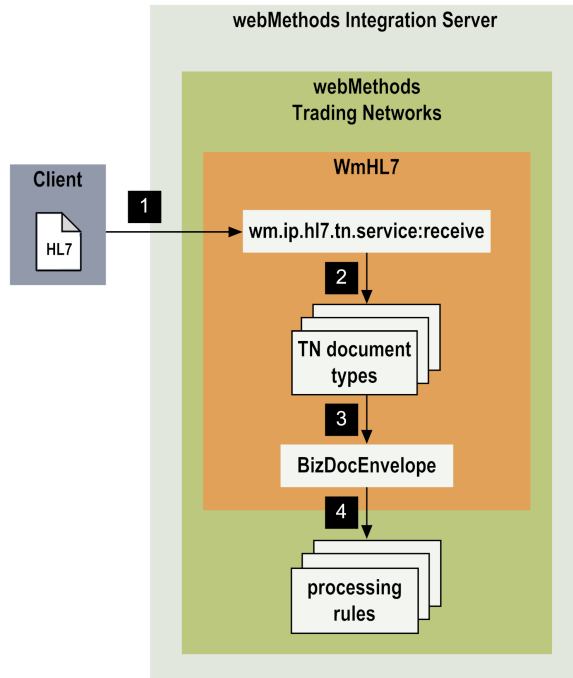 webMethods Integration Server
webMethods
Trading Networks
WmHL7
Client
HL7
1
wm.ip.hl7.tn.service:receive
2
TN document
types
3
BizDocEnvelope
4
processing
rules